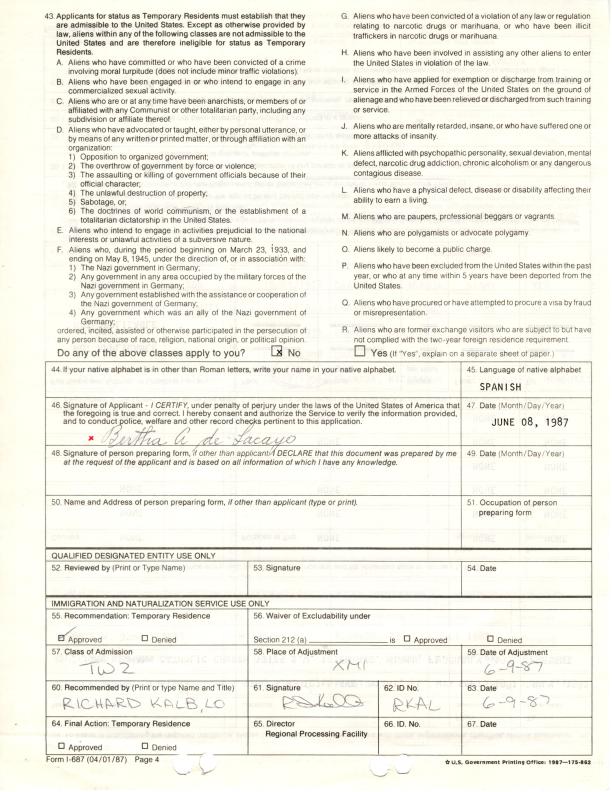 43. Applicants for status as Temporary Residents must establish that they
are admissible to the United States. Except as otherwise provided by
law, aliens within any of the following classes are not admissible to the
United States and are therefore ineligible for status as Temporary
Residents.
A. Aliens who have committed or who have been convicted of a crime
involving moral turpitude (does not include minor traffic violations).
B. Aliens who have been engaged in or who intend to engage in any
commercialized sexual activity.
C. Aliens who are or at any time have been anarchists, or members of or
affiliated with any Communist or other totalitarian party, including any
subdivision or affiliate thereof.
D. Aliens who have advocated or taught, either by personal utterance, or
by means of any written or printed matter, or through affiliation with an
organization:
1) Opposition to organized government;
2) The overthrow of government by force or violence;
3) The assaulting or killing of government officials because of their
official character;
4) The unlawful destruction of property;
5) Sabotage, or;
6) The doctrines of world communism, or the establishment of a
totalitarian dictatorship in the United States.
E. Aliens who intend to engage in activities prejudicial to the national
interests or unlawful activities of a subversive nature.
F. Aliens who, during the period beginning on March 23, 1933, and
ending on May 8, 1945, under the direction of, or in association with:
1) The Nazi government in Germany;
2) Any government in any area occupied by the military forces of the
Nazi government in Germany;
3) Any government established with the assistance or cooperation of
the Nazi government of Germany;
4) Any government which was an ally of the Nazi government of
Germany;
ordered, incited, assisted or otherwise participated in the persecution of
any person because of race, religion, national origin, or political opinion.
G. Aliens who have been convicted of a violation of any law or regulation
relating to narcotic drugs or marihuana, or who have been illicit
traffickers in narcotic drugs or marihuana.
H. Aliens who have been involved in assisting any other aliens to enter
the United States in violation of the law.
I. Aliens who have applied for exemption or discharge from training or
service in the Armed Forces of the United States on the ground of
alienage and who have been relieved or discharged from such training
or service.
J. Aliens who are mentally retarded, insane, or who have suffered one or
more attacks of insanity.
K. Aliens afflicted with psychopathic personality, sexual deviation, mental
defect, narcotic drug addiction, chronic alcoholism or any dangerous
contagious disease.
L. Aliens who have a physical defect, disease or disability affecting their
ability to earn a living.
M. Aliens who are paupers, professional beggars or vagrants.
N. Aliens who are polygamists or advocate polygamy.
O. Aliens likely to become a public charge.
P. Aliens who have been excluded from the United States within the past
year, or who at any time within 5 years have been deported from the
United States.
Q. Aliens who have procured or have attempted to procure a visa by fraud
or misrepresentation.
R. Aliens who are former exchange visitors who are subject to but have
not complied with the two-year foreign residence requirement.
Do any of the above classes apply to you? X No Yes (If "Yes", explain on a separate sheet of paper.)
44. If your native alphabet is in other than Roman letters, write your name in your native alphabet.
45. Language of native alphabet
SPANISH
46. Signature of Applicant - I CERTIFY, under penalty of perjury under the laws of the United States of America that
the foregoing is true and correct. I hereby consent and authorize the Service to verify the information provided,
and to conduct police, welfare and other record checks pertinent to this application.
x Bertha A de Lacayo
47. Date (Month/Day/Year)
JUNE 08, 1987
48. Signature of person preparing form, if other than applicant. I DECLARE that this document was prepared by me
at the request of the applicant and is based on all information of which I have any knowledge.
49. Date (Month/Day/Year)
50. Name and Address of person preparing form, if other than applicant (type or print).
51. Occupation of person
preparing form
QUALIFIED DESIGNATED ENTITY USE ONLY
52. Reviewed by (Print or Type Name)
53. Signature
54. Date
IMMIGRATION AND NATURALIZATION SERVICE USE ONLY
55. Recommendation: Temporary Residence
Approved Denied
56. Waiver of Excludability under
Section 212 (a) is Approved Denied
57. Class of Admission
TW2
58. Place of Adjustment
XMI
59. Date of Adjustment
6-9-87
60. Recommended by (Print or type Name and Title)
RICHARD KALB, LO
61. Signature
62. ID No.
RKAL
63. Date
6-9-87
64. Final Action: Temporary Residence
Approved Denied
65. Director
Regional Processing Facility
66. ID. No.
67. Date
Form I-687 (04/01/87) Page 4
☆ U.S. Government Printing Office: 1987—175-862